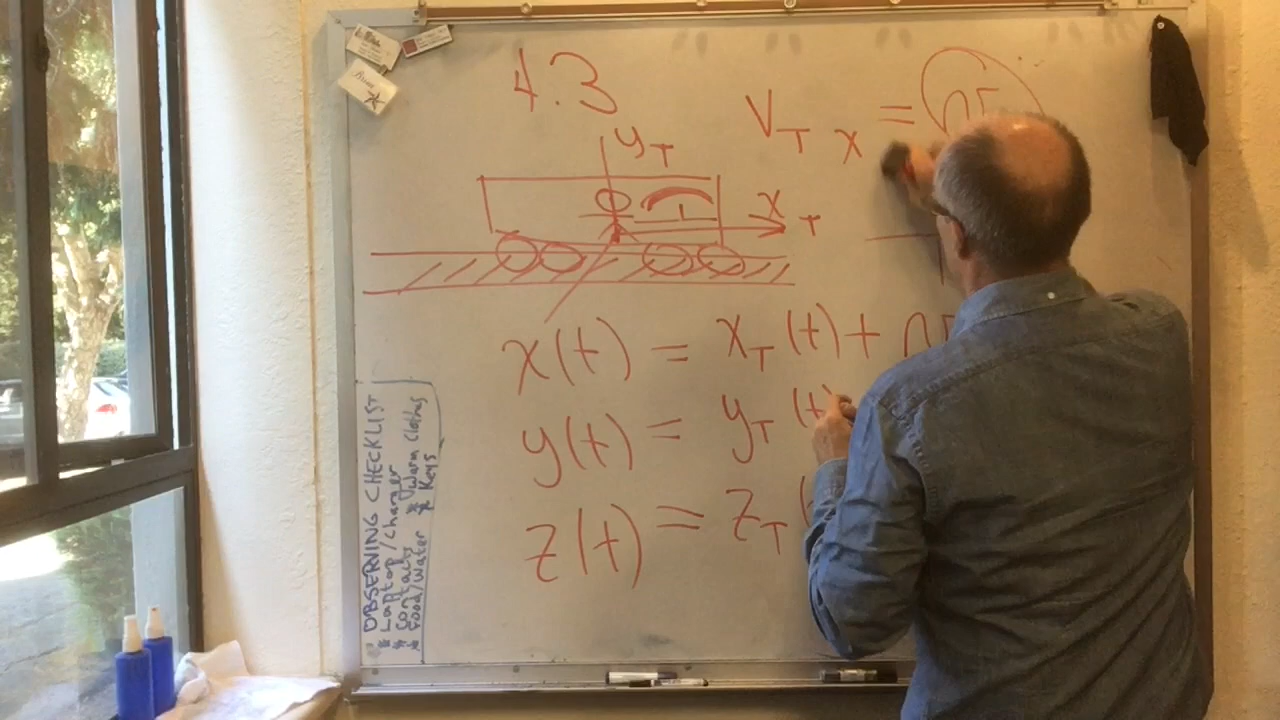 4.3
V_T x =
y_T
x_T
x(t) = x_T (t) +
y(t) = y_T (t)
z(t) = z_T (
OBSERVING CHECKLIST
* Laptop/Charger
* Contacts * Warm Clothes
* Food/Water * Keys